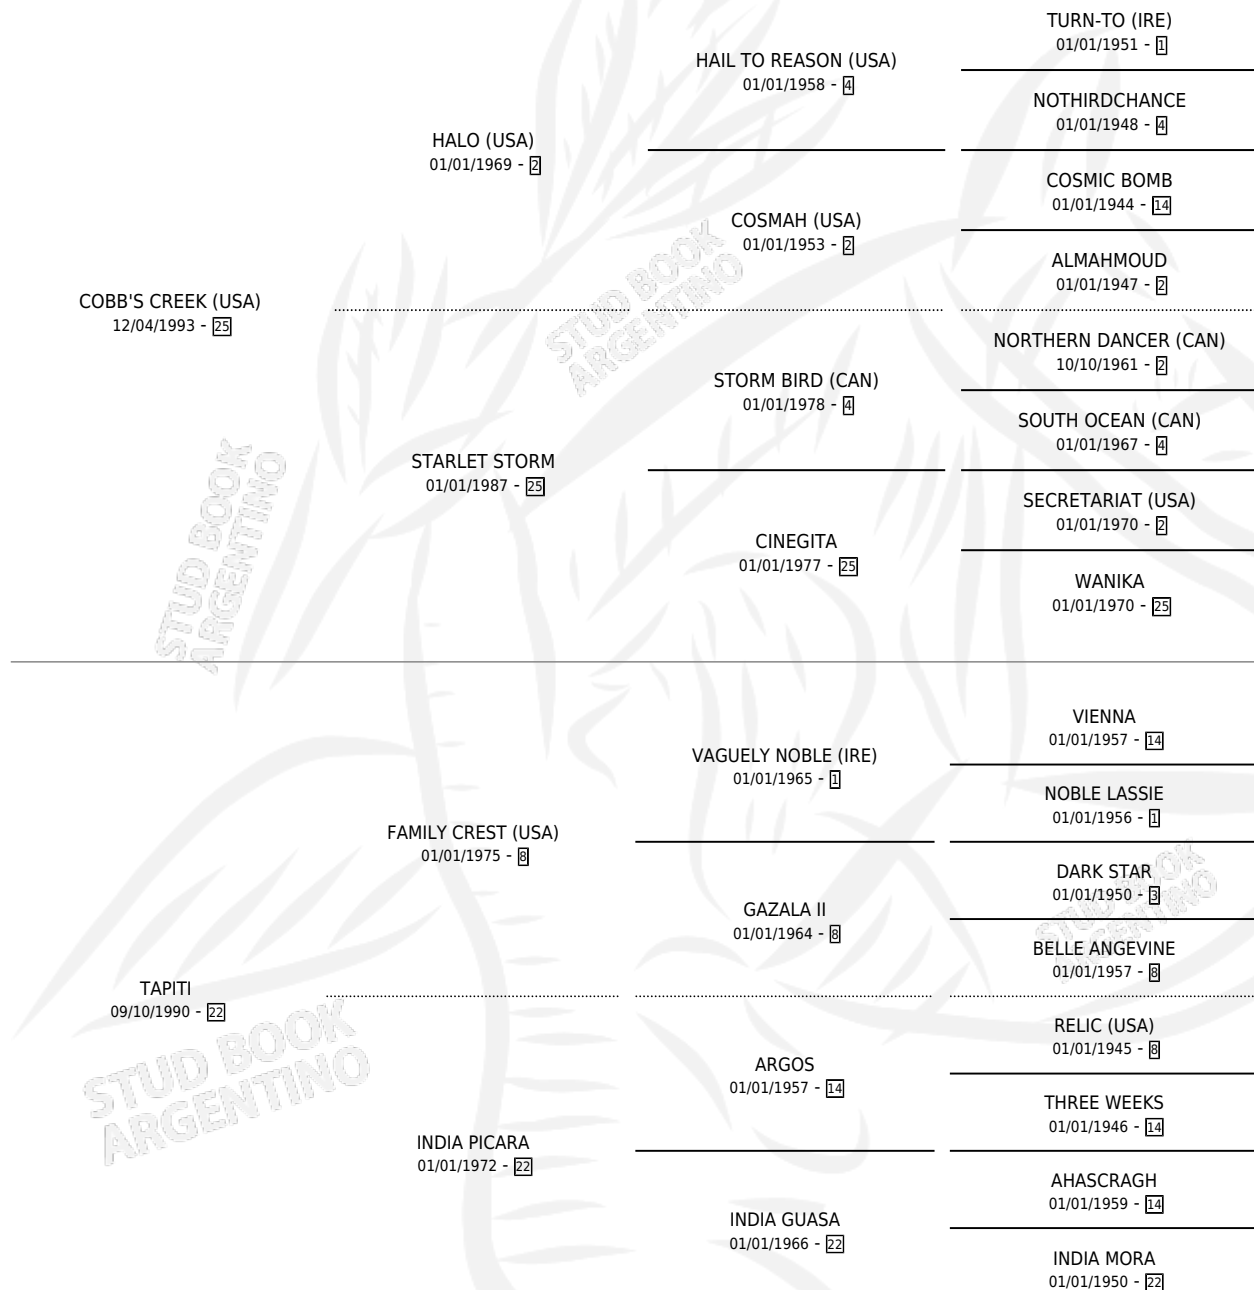 TURN-TO (IRE)
01/01/1951 - 1
HAIL TO REASON (USA)
01/01/1958 - 4
NOTHIRDCHANCE
01/01/1948 - 4
HALO (USA)
01/01/1969 - 2
COSMIC BOMB
01/01/1944 - 14
COSMAH (USA)
01/01/1953 - 2
ALMAHMOUD
01/01/1947 - 2
COBB'S CREEK (USA)
12/04/1993 - 25
NORTHERN DANCER (CAN)
10/10/1961 - 2
STORM BIRD (CAN)
01/01/1978 - 4
SOUTH OCEAN (CAN)
01/01/1967 - 4
STARLET STORM
01/01/1987 - 25
SECRETARIAT (USA)
01/01/1970 - 2
CINEGITA
01/01/1977 - 25
WANIKA
01/01/1970 - 25
VIENNA
01/01/1957 - 14
VAGUELY NOBLE (IRE)
01/01/1965 - 1
NOBLE LASSIE
01/01/1956 - 1
FAMILY CREST (USA)
01/01/1975 - 8
DARK STAR
01/01/1950 - 3
GAZALA II
01/01/1964 - 8
BELLE ANGEVINE
01/01/1957 - 8
TAPITI
09/10/1990 - 22
RELIC (USA)
01/01/1945 - 8
ARGOS
01/01/1957 - 14
THREE WEEKS
01/01/1946 - 14
INDIA PICARA
01/01/1972 - 22
AHASCRAGH
01/01/1959 - 14
INDIA GUASA
01/01/1966 - 22
INDIA MORA
01/01/1950 - 22
STUD BOOK
ARGENTINO
STUD BOOK
ARGENTINO
STUD BOOK
ARGENTINO
STUD BOOK
ARGENTINO